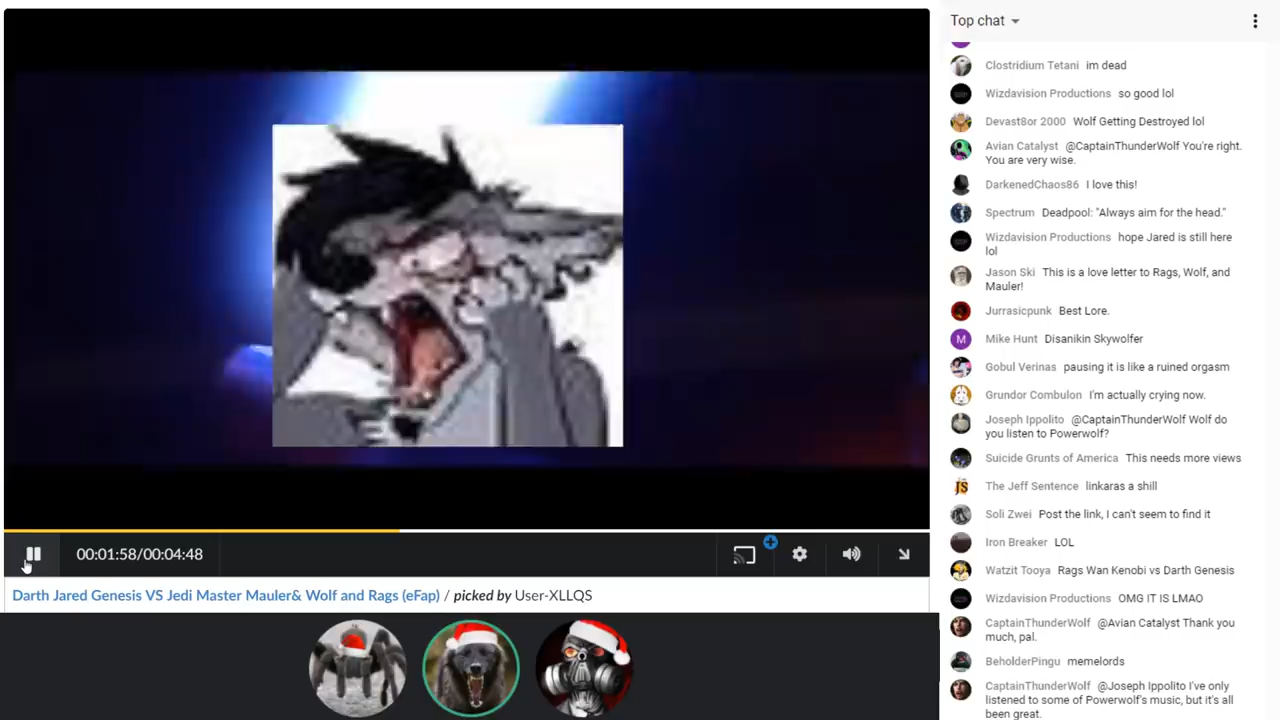 Top chat
Clostridium Tetani im dead
Wizdavision Productions so good lol
Devast8or 2000 Wolf Getting Destroyed lol
Avian Catalyst @CaptainThunderWolf You're right.
You are very wise.
DarkenedChaos86 I love this!
Spectrum Deadpool: "Always aim for the head."
Wizdavision Productions hope Jared is still here
lol
Jason Ski This is a love letter to Rags, Wolf, and
Mauler!
Jurrasicpunk Best Lore.
M
Mike Hunt Disanikin Skywolfer
Gobul Verinas pausing it is like a ruined orgasm
Grundor Combulon I'm actually crying now.
Joseph Ippolito @CaptainThunderWolf Wolf do
you listen to Powerwolf?
Suicide Grunts of America This needs more views
JS
The Jeff Sentence linkaras a shill
Soli Zwei Post the link, I can't seem to find it
Iron Breaker LOL
Watzit Tooya Rags Wan Kenobi vs Darth Genesis
Wizdavision Productions OMG IT IS LMAO
CaptainThunderWolf @Avian Catalyst Thank you
much, pal.
BeholderPingu memelords
CaptainThunderWolf @Joseph Ippolito I've only
listened to some of Powerwolf's music, but it's all
been great.
00:01:58/00:04:48
Darth Jared Genesis VS Jedi Master Mauler& Wolf and Rags (eFap) / picked by User-XLLQS